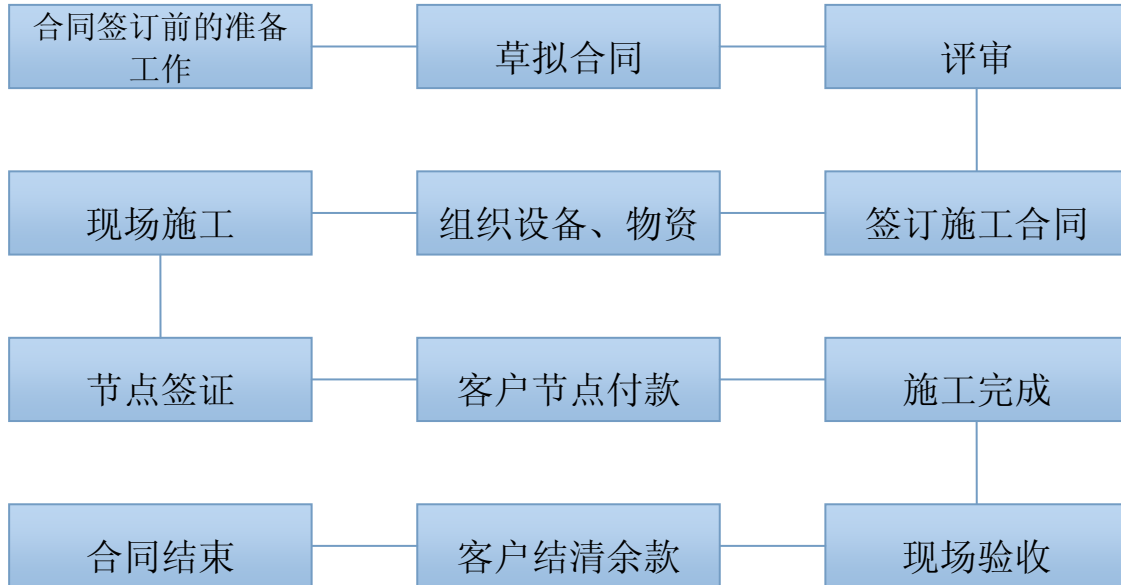 合同签订前的准备
工作
草拟合同
评审
现场施工
组织设备、物资
签订施工合同
节点签证
客户节点付款
施工完成
合同结束
客户结清余款
现场验收